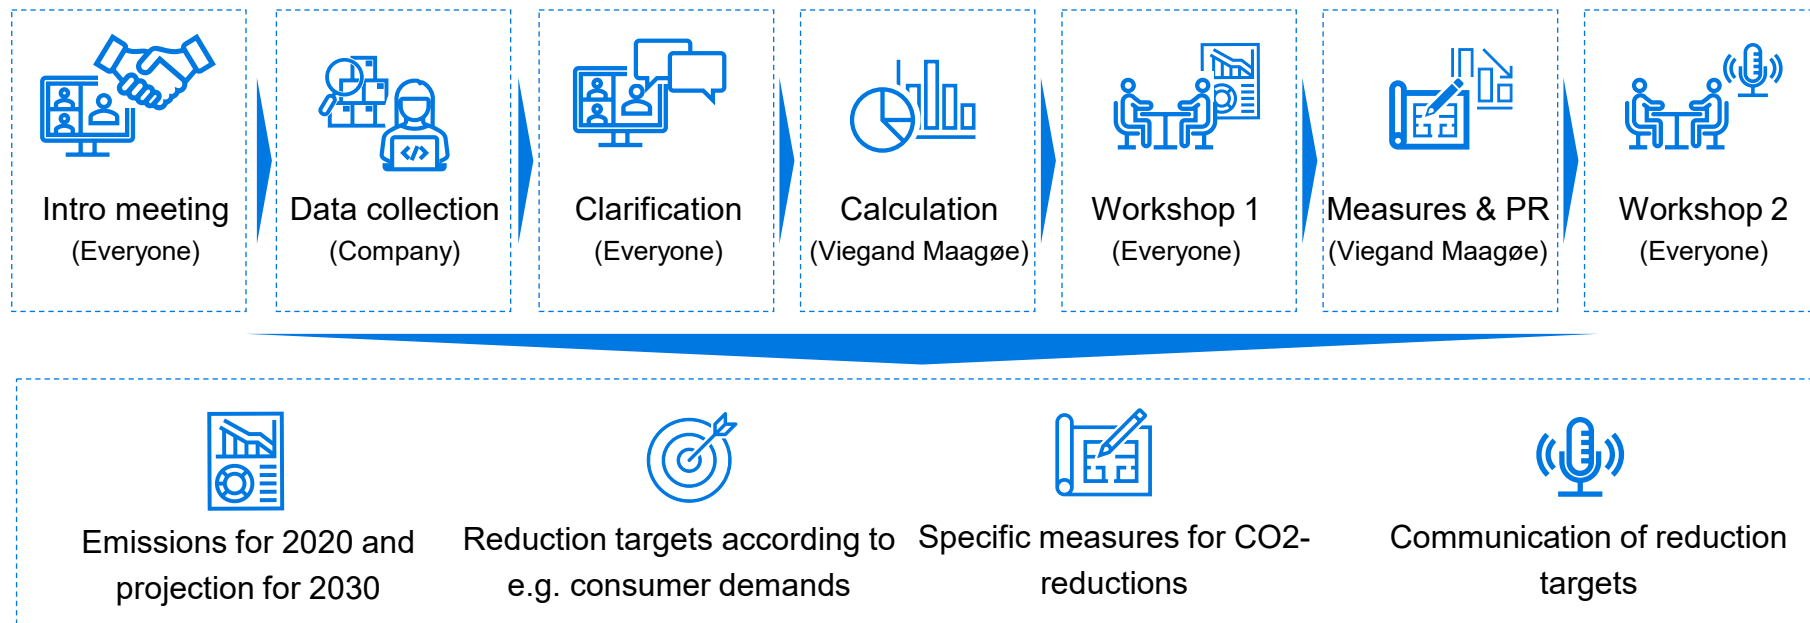 Intro meeting
(Everyone)
Data collection
(Company)
Clarification
(Everyone)
Calculation
(Viegand Maagøe)
Workshop 1
(Everyone)
Measures & PR
(Viegand Maagøe)
Workshop 2
(Everyone)
Emissions for 2020 and
projection for 2030
Reduction targets according to
e.g. consumer demands
Specific measures for CO2-
reductions
Communication of reduction
targets